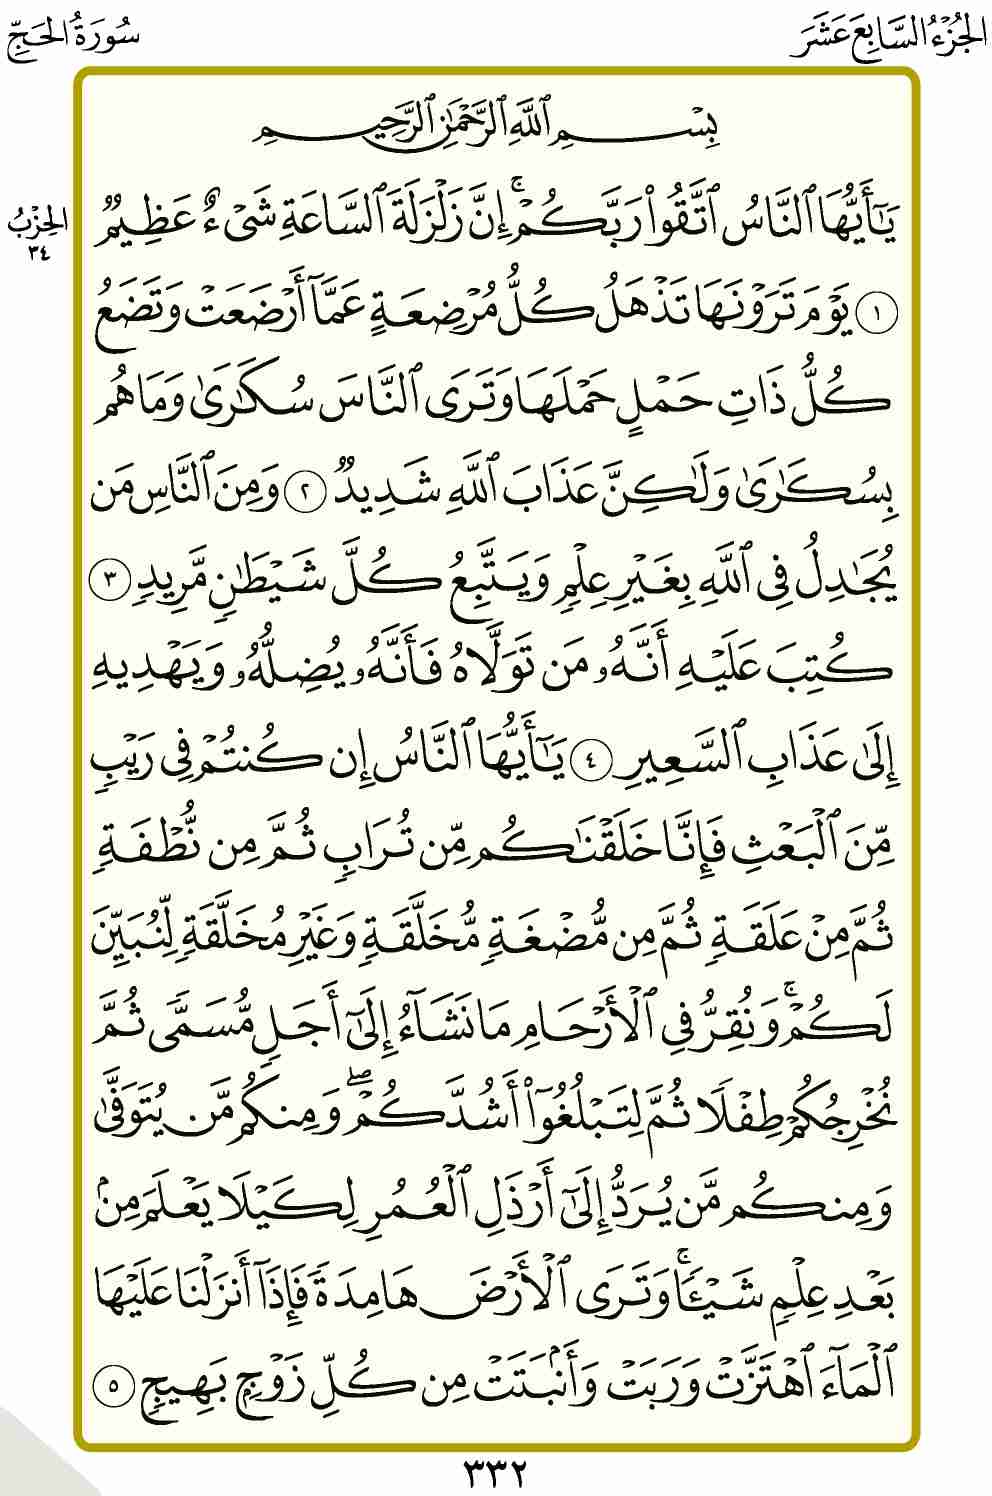 الجُزْءُ السَّابِعَ عَشَرَ
سُورَةُ الحَجِّ
بِسْمِ ٱللَّهِ ٱلرَّحْمَٰنِ ٱلرَّحِيمِ
يَٰٓأَيُّهَا ٱلنَّاسُ ٱتَّقُوا۟ رَبَّكُمْ ۚ إِنَّ زَلْزَلَةَ ٱلسَّاعَةِ شَىْءٌ عَظِيمٌ
الحِزْبُ
٣٤
١ يَوْمَ تَرَوْنَهَا تَذْهَلُ كُلُّ مُرْضِعَةٍ عَمَّآ أَرْضَعَتْ وَتَضَعُ
كُلُّ ذَاتِ حَمْلٍ حَمْلَهَا وَتَرَى ٱلنَّاسَ سُكَٰرَىٰ وَمَا هُم
بِسُكَٰرَىٰ وَلَٰكِنَّ عَذَابَ ٱللَّهِ شَدِيدٌ ٢ وَمِنَ ٱلنَّاسِ مَن
يُجَٰدِلُ فِى ٱللَّهِ بِغَيْرِ عِلْمٍ وَيَتَّبِعُ كُلَّ شَيْطَٰنٍ مَّرِيدٍ ٣
كُتِبَ عَلَيْهِ أَنَّهُۥ مَن تَوَلَّاهُ فَأَنَّهُۥ يُضِلُّهُۥ وَيَهْدِيهِ
إِلَىٰ عَذَابِ ٱلسَّعِيرِ ٤ يَٰٓأَيُّهَا ٱلنَّاسُ إِن كُنتُمْ فِى رَيْبٍ
مِّنَ ٱلْبَعْثِ فَإِنَّا خَلَقْنَٰكُم مِّن تُرَابٍ ثُمَّ مِن نُّطْفَةٍ
ثُمَّ مِنْ عَلَقَةٍ ثُمَّ مِن مُّضْغَةٍ مُّخَلَّقَةٍ وَغَيْرِ مُخَلَّقَةٍ لِّنُبَيِّنَ
لَكُمْ ۚ وَنُقِرُّ فِى ٱلْأَرْحَامِ مَا نَشَآءُ إِلَىٰٓ أَجَلٍ مُّسَمًّى ثُمَّ
نُخْرِجُكُمْ طِفْلًا ثُمَّ لِتَبْلُغُوٓا۟ أَشُدَّكُمْ ۖ وَمِنكُم مَّن يُتَوَفَّىٰ
وَمِنكُم مَّن يُرَدُّ إِلَىٰٓ أَرْذَلِ ٱلْعُمُرِ لِكَيْلَا يَعْلَمَ مِنۢ
بَعْدِ عِلْمٍ شَيْـًٔا ۚ وَتَرَى ٱلْأَرْضَ هَامِدَةً فَإِذَآ أَنزَلْنَا عَلَيْهَا
ٱلْمَآءَ ٱهْتَزَّتْ وَرَبَتْ وَأَنۢبَتَتْ مِن كُلِّ زَوْجٍۭ بَهِيجٍ ٥
٣٣٢